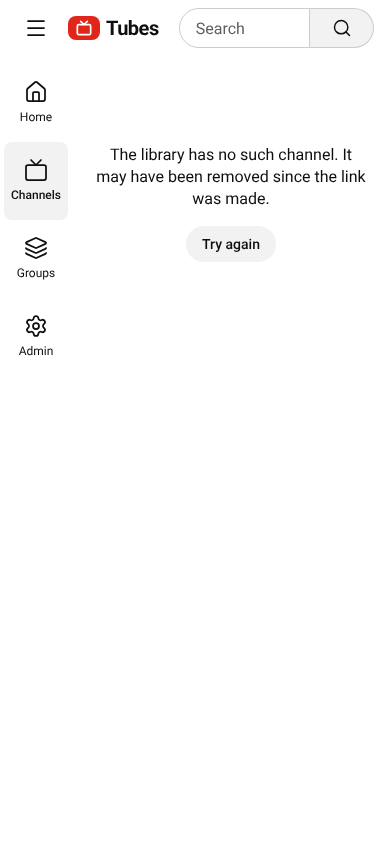 Tubes
Search
Home
Channels
Groups
Admin
The library has no such channel. It
may have been removed since the link
was made.
Try again